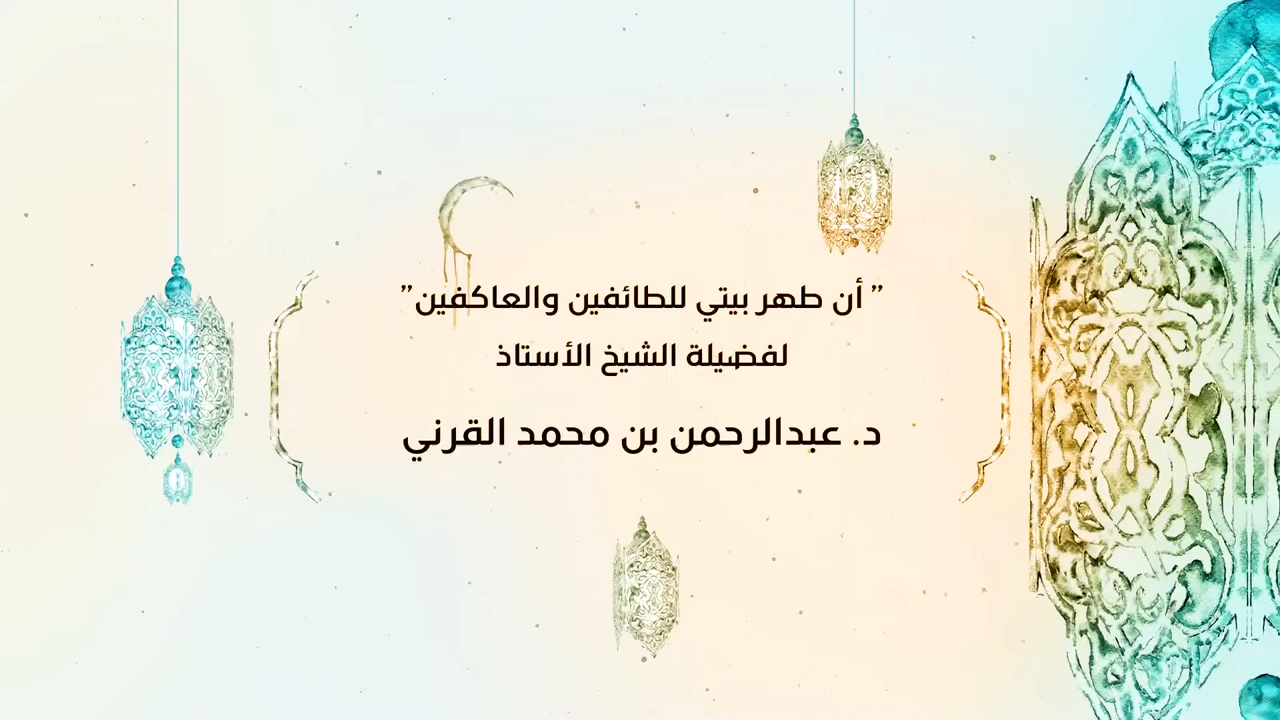 ” أن طهر بيتي للطائفين والعاكفين”
لفضيلة الشيخ الأستاذ
د. عبدالرحمن بن محمد القرني